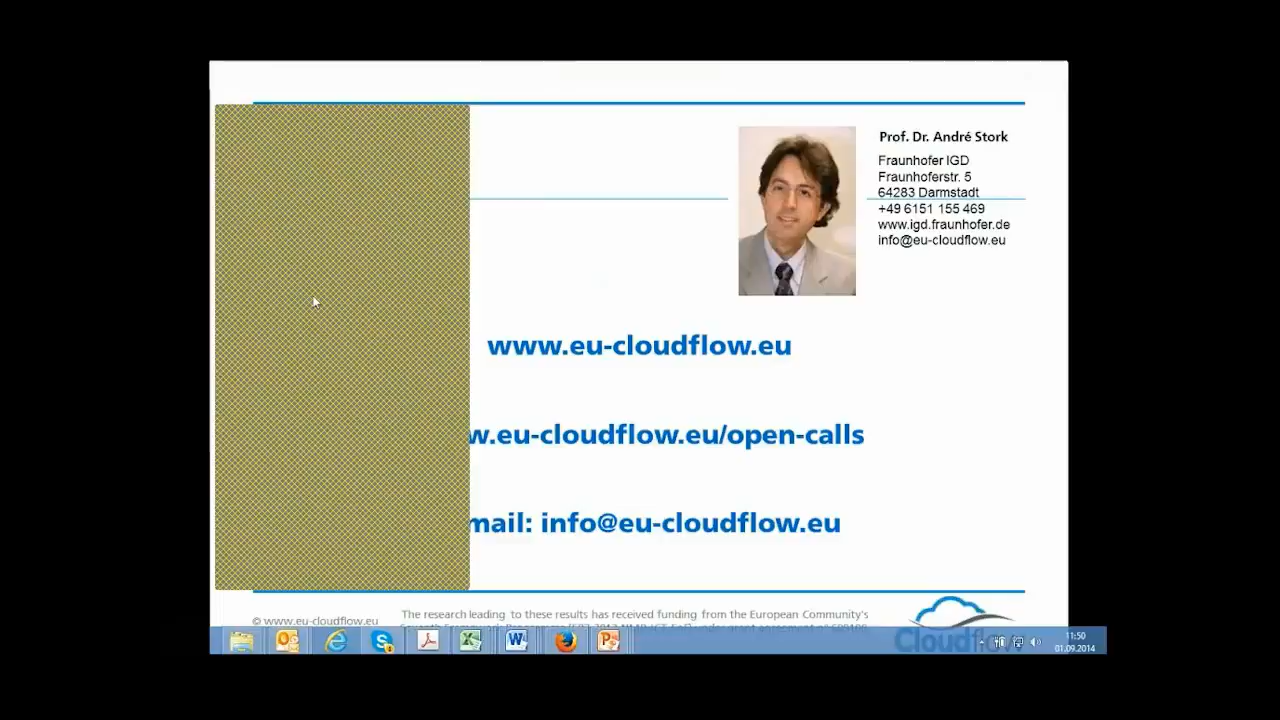 Prof. Dr. André Stork
Fraunhofer IGD
Fraunhoferstr. 5
64283 Darmstadt
+49 6151 155 469
www.igd.fraunhofer.de
info@eu-cloudflow.eu
www.eu-cloudflow.eu
w.eu-cloudflow.eu/open-calls
mail: info@eu-cloudflow.eu
© www.eu-cloudflow.eu
The research leading to these results has received funding from the European Community's
Cloudflow
11:50
01.09.2014